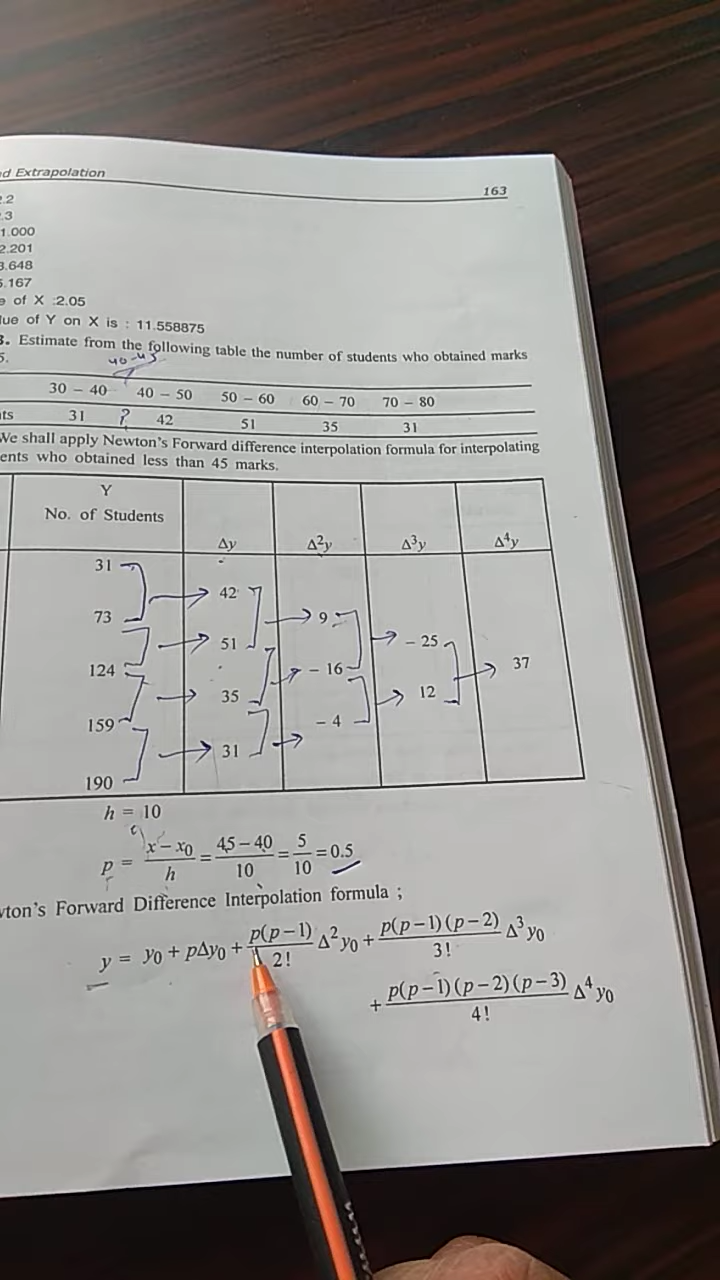 d Extrapolation
163
2.2
.3
1.000
2.201
3.648
5.167
e of X :2.05
lue of Y on X is : 11.558875
3. Estimate from the following table the number of students who obtained marks
5.
40-45
30 – 40 40 – 50 50 – 60 60 – 70 70 – 80
nts 31 ? 42 51 35 31
We shall apply Newton's Forward difference interpolation formula for interpolating
ents who obtained less than 45 marks.
Y
No. of Students Δy Δ²y Δ³y Δ⁴y
31
42
73 9
51 – 25
124 – 16 37
35 12
159 – 4
31
190
h = 10
p = x – x₀ / h = 45 – 40 / 10 = 5 / 10 = 0.5
wton's Forward Difference Interpolation formula ;
y = y₀ + pΔy₀ + p(p – 1) / 2! Δ²y₀ + p(p – 1) (p – 2) / 3! Δ³y₀
+ p(p – 1) (p – 2) (p – 3) / 4! Δ⁴y₀